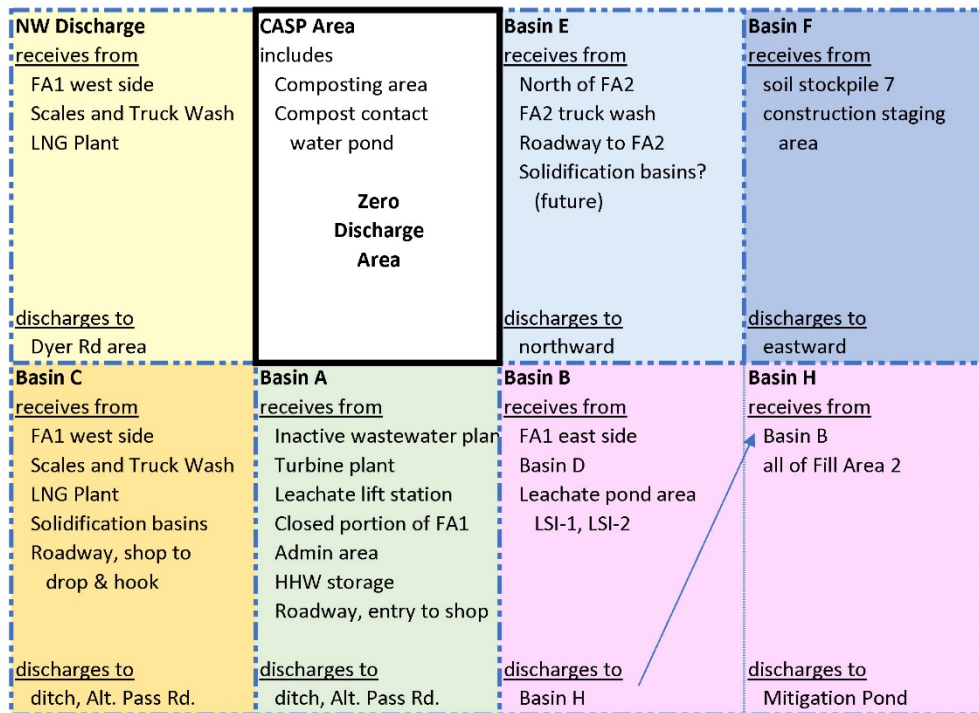 NW Discharge
receives from
FA1 west side
Scales and Truck Wash
LNG Plant
discharges to
Dyer Rd area
CASP Area
includes
Composting area
Compost contact
water pond
Zero
Discharge
Area
Basin E
receives from
North of FA2
FA2 truck wash
Roadway to FA2
Solidification basins?
(future)
discharges to
northward
Basin F
receives from
soil stockpile 7
construction staging
area
discharges to
eastward
Basin C
receives from
FA1 west side
Scales and Truck Wash
LNG Plant
Solidification basins
Roadway, shop to
drop & hook
discharges to
ditch, Alt. Pass Rd.
Basin A
receives from
Inactive wastewater plan
Turbine plant
Leachate lift station
Closed portion of FA1
Admin area
HHW storage
Roadway, entry to shop
discharges to
ditch, Alt. Pass Rd.
Basin B
receives from
FA1 east side
Basin D
Leachate pond area
LSI-1, LSI-2
discharges to
Basin H
Basin H
receives from
Basin B
all of Fill Area 2
discharges to
Mitigation Pond